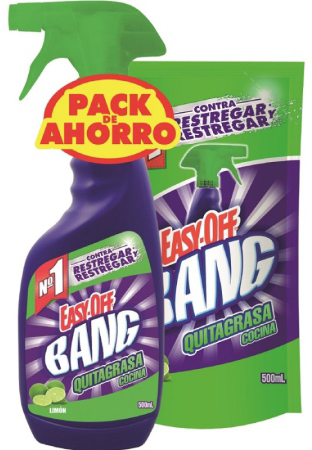 PACK
DE
AHORRO
CONTRA
RESTREGAR Y
RESTREGAR
Nº1
EASY-OFF
BANG
QUITAGRASA
COCINA
LIMÓN
500mL
CONTRA
RESTREGAR Y
RESTREGAR
1
EASY-OFF
BANG
QUITAGRASA
COCINA
500mL